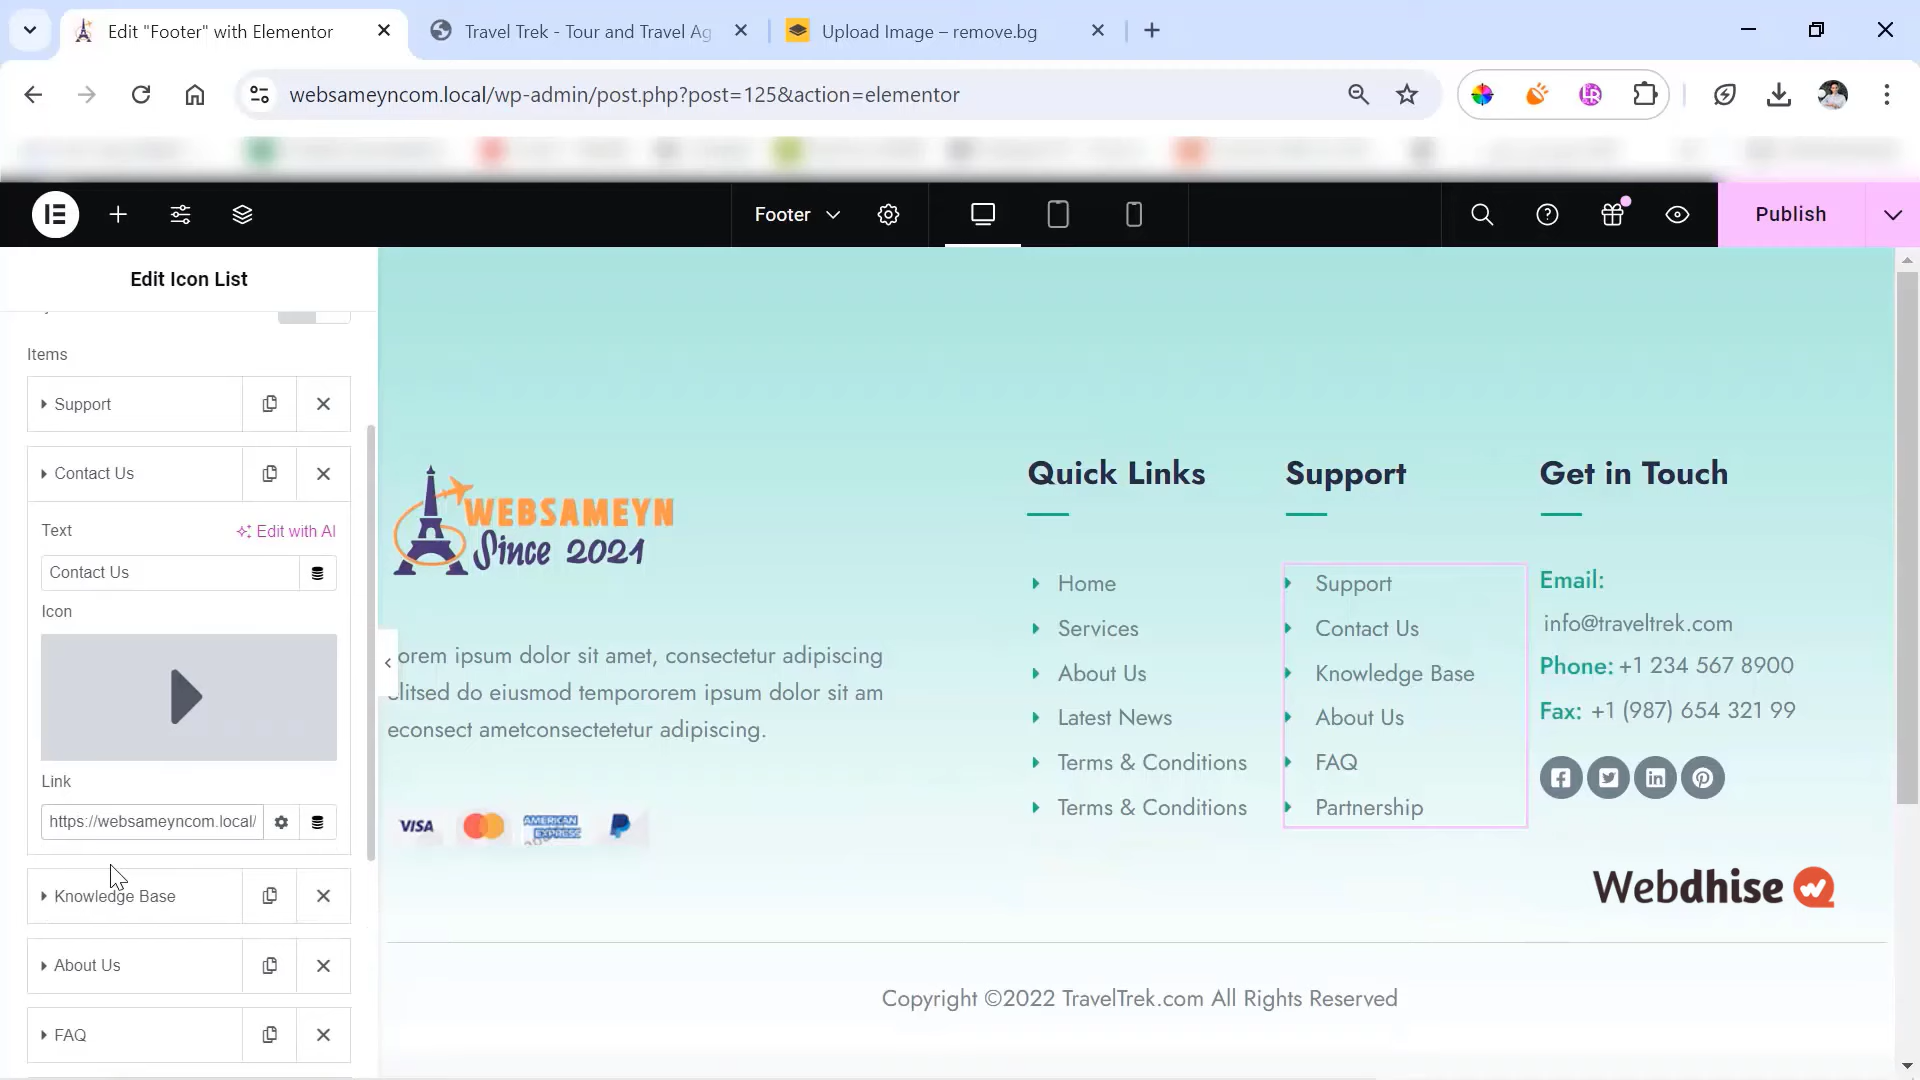 Edit "Footer" with Elementor
Travel Trek - Tour and Travel Ag
Upload Image – remove.bg
websameyncom.local/wp-admin/post.php?post=125&action=elementor
Footer
Publish
Edit Icon List
Items
Support
Contact Us
Text
Edit with AI
Contact Us
Icon
Link
https://websameyncom.local/
Knowledge Base
About Us
FAQ
WEBSAMEYN
Since 2021
orem ipsum dolor sit amet, consectetur adipiscing
elitsed do eiusmod tempororem ipsum dolor sit am
econsect ametconsectetetur adipiscing.
VISA
AMERICAN
EXPRESS
Quick Links
Home
Services
About Us
Latest News
Terms & Conditions
Terms & Conditions
Support
Support
Contact Us
Knowledge Base
About Us
FAQ
Partnership
Get in Touch
Email:
info@traveltrek.com
Phone: +1 234 567 8900
Fax: +1 (987) 654 321 99
Webdhise
Copyright ©2022 TravelTrek.com All Rights Reserved